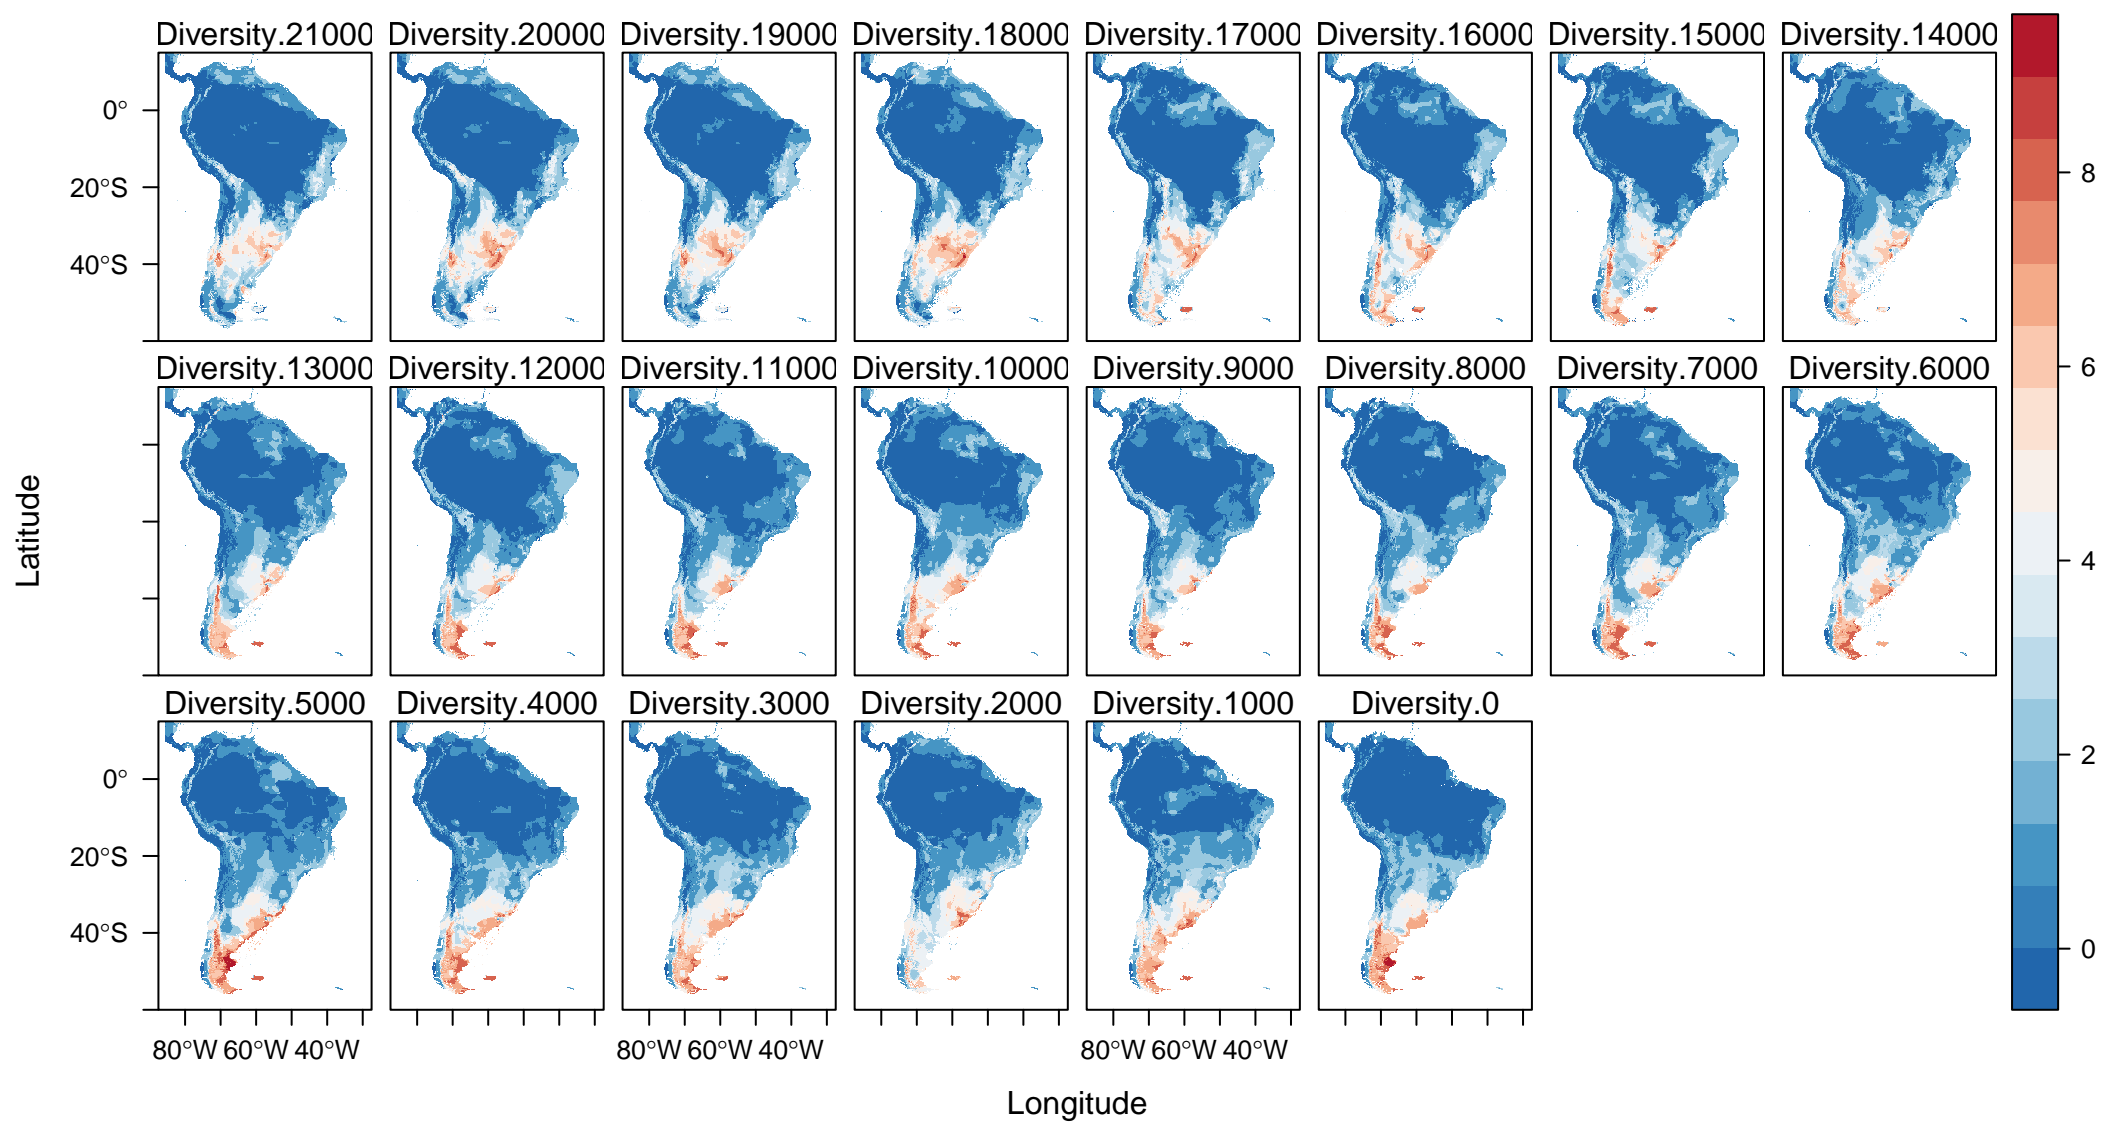 Diversity.21000 Diversity.20000 Diversity.19000 Diversity.18000 Diversity.17000 Diversity.16000 Diversity.15000 Diversity.14000
0°
20°S
40°S
Diversity.13000 Diversity.12000 Diversity.11000 Diversity.10000 Diversity.9000 Diversity.8000 Diversity.7000 Diversity.6000
Latitude
Diversity.5000 Diversity.4000 Diversity.3000 Diversity.2000 Diversity.1000 Diversity.0
0°
20°S
40°S
80°W 60°W 40°W 80°W 60°W 40°W 80°W 60°W 40°W
Longitude
8
6
4
2
0